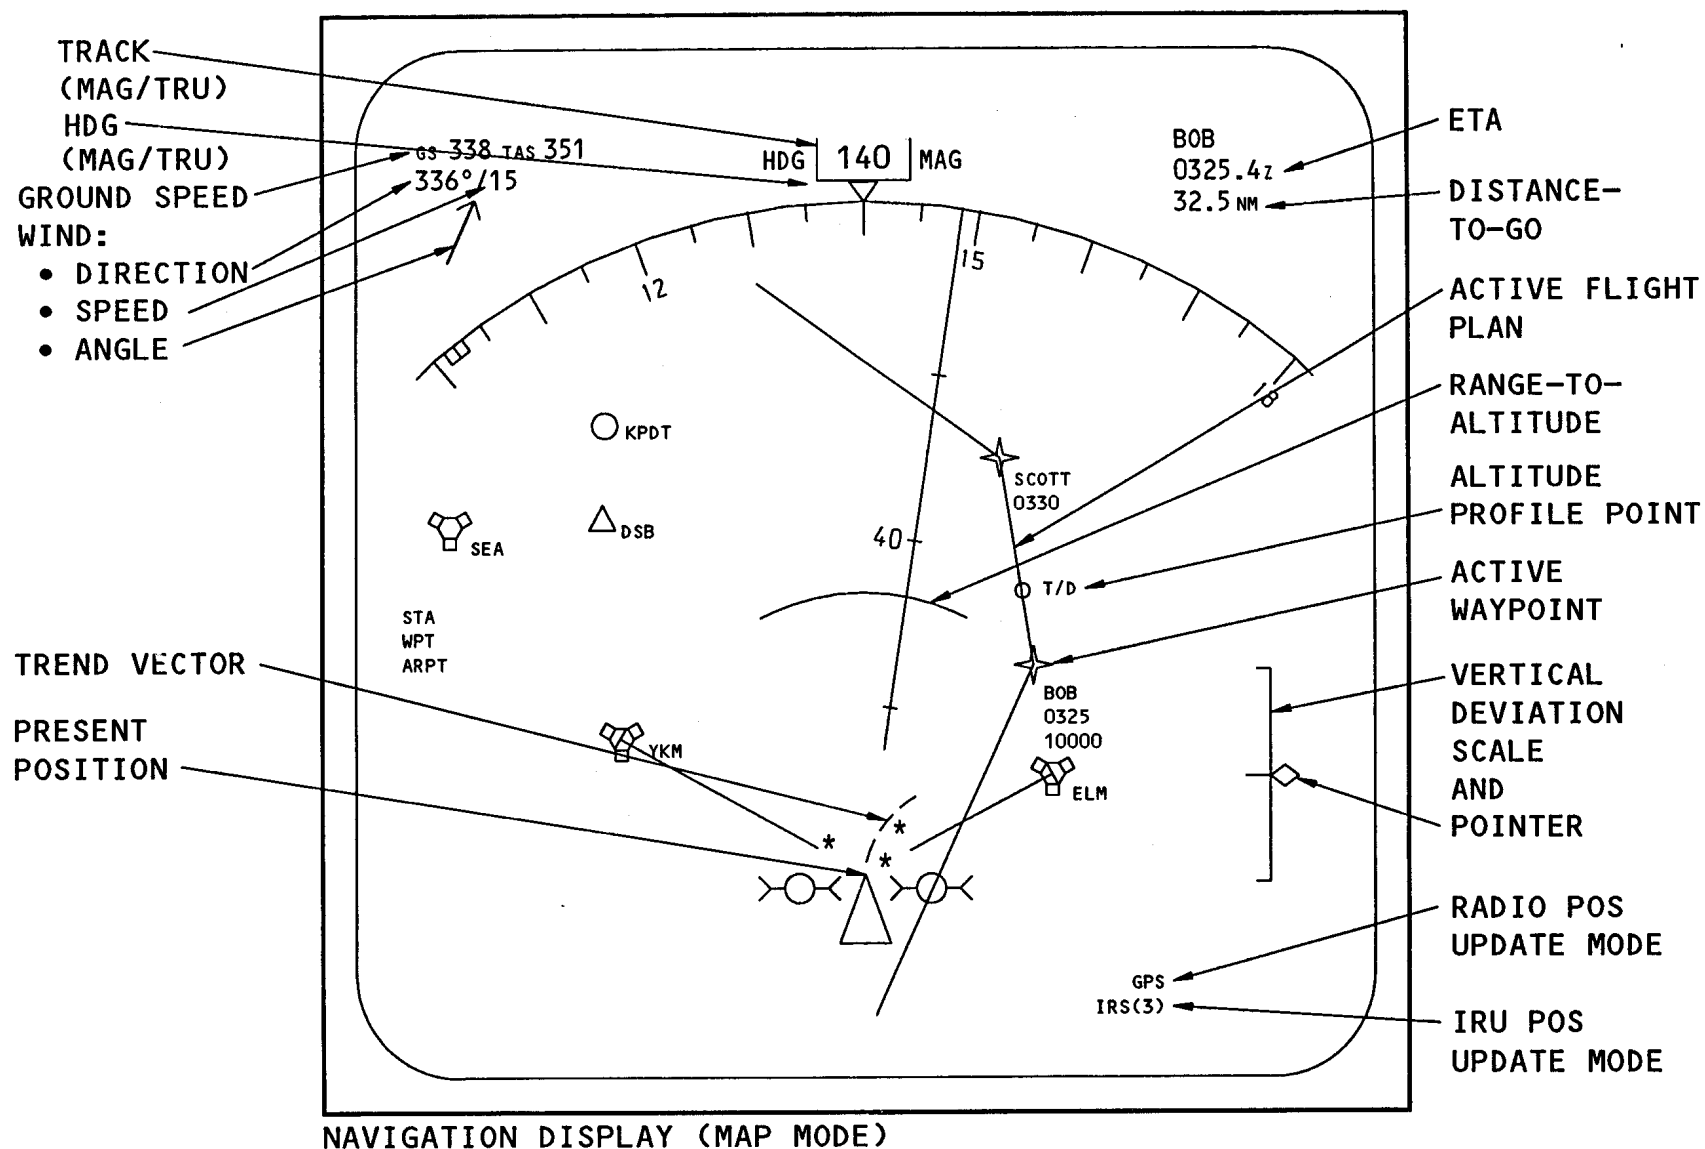 TRACK
(MAG/TRU)
HDG
(MAG/TRU)
GROUND SPEED
WIND:
• DIRECTION
• SPEED
• ANGLE
TREND VECTOR
PRESENT
POSITION
GS 338 TAS 351
336°/15
HDG 140 MAG
BOB
0325.4Z
32.5 NM
12
15
KPDT
SEA
DSB
SCOTT
0330
40
T/D
STA
WPT
ARPT
BOB
0325
10000
YKM
ELM
*
*
*
GPS
IRS(3)
ETA
DISTANCE-
TO-GO
ACTIVE FLIGHT
PLAN
RANGE-TO-
ALTITUDE
ALTITUDE
PROFILE POINT
ACTIVE
WAYPOINT
VERTICAL
DEVIATION
SCALE
AND
POINTER
RADIO POS
UPDATE MODE
IRU POS
UPDATE MODE
NAVIGATION DISPLAY (MAP MODE)